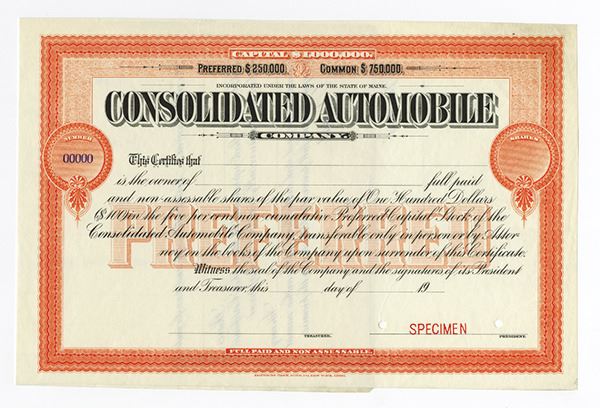 CAPITAL $1,000,000.
PREFERRED $250,000. COMMON $750,000.
INCORPORATED UNDER THE LAWS OF THE STATE OF MAINE.
CONSOLIDATED AUTOMOBILE
COMPANY.
NUMBER
00000
SHARES
This Certifies that
is the owner of full paid
and non-assessable shares of the par value of One Hundred Dollars
($100) in the five per cent. non-cumulative Preferred Capital Stock of the
Consolidated Automobile Company, transferable only in person or by Attor-
ney on the books of the Company upon surrender of this Certificate.
PREFERRED
Witness, the seal of the Company and the signatures of its President
and Treasurer, this day of 19
SPECIMEN
TREASURER. PRESIDENT.
FULL PAID AND NON ASSESSABLE.